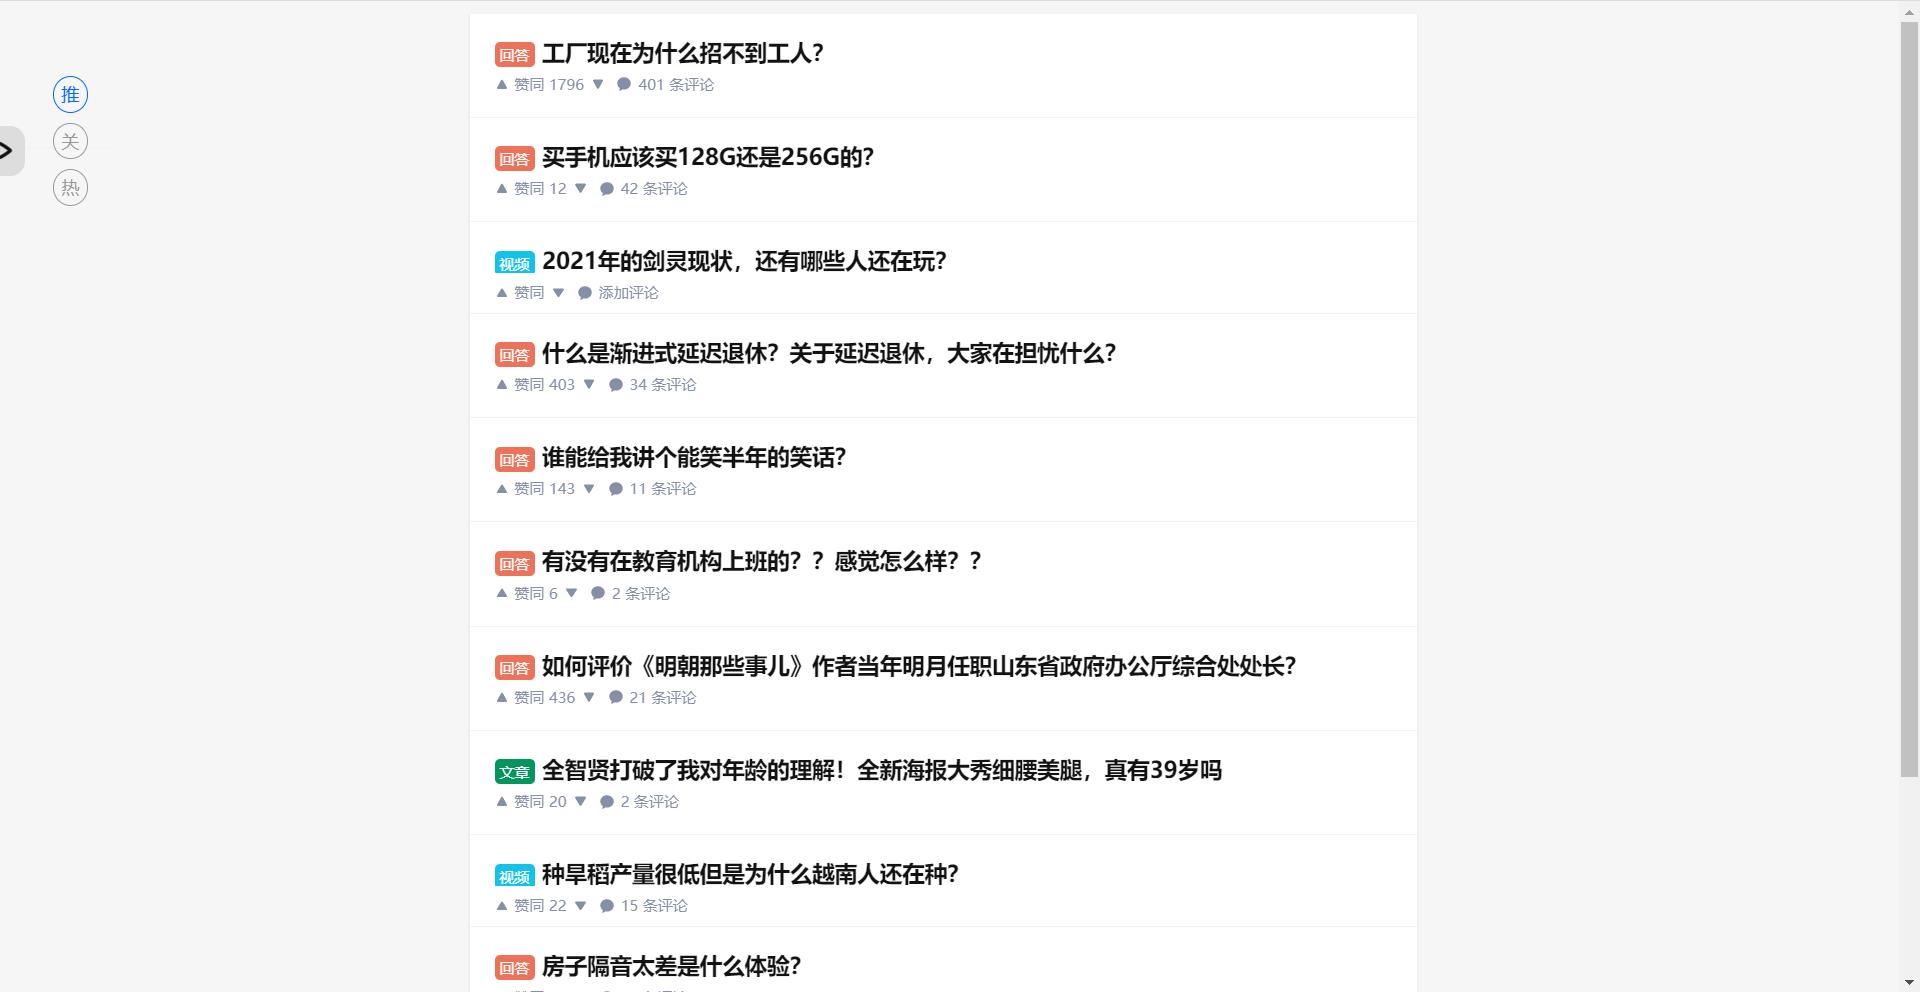 推
关
热
回答 工厂现在为什么招不到工人？
赞同 1796 401 条评论
回答 买手机应该买128G还是256G的？
赞同 12 42 条评论
视频 2021年的剑灵现状，还有哪些人还在玩？
赞同 添加评论
回答 什么是渐进式延迟退休？关于延迟退休，大家在担忧什么？
赞同 403 34 条评论
回答 谁能给我讲个能笑半年的笑话？
赞同 143 11 条评论
回答 有没有在教育机构上班的？？感觉怎么样？？
赞同 6 2 条评论
回答 如何评价《明朝那些事儿》作者当年明月任职山东省政府办公厅综合处处长？
赞同 436 21 条评论
文章 全智贤打破了我对年龄的理解！全新海报大秀细腰美腿，真有39岁吗
赞同 20 2 条评论
视频 种旱稻产量很低但是为什么越南人还在种？
赞同 22 15 条评论
回答 房子隔音太差是什么体验？